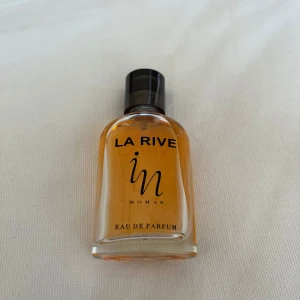 LA RIVE
in
WOMAN
EAU DE PARFUM